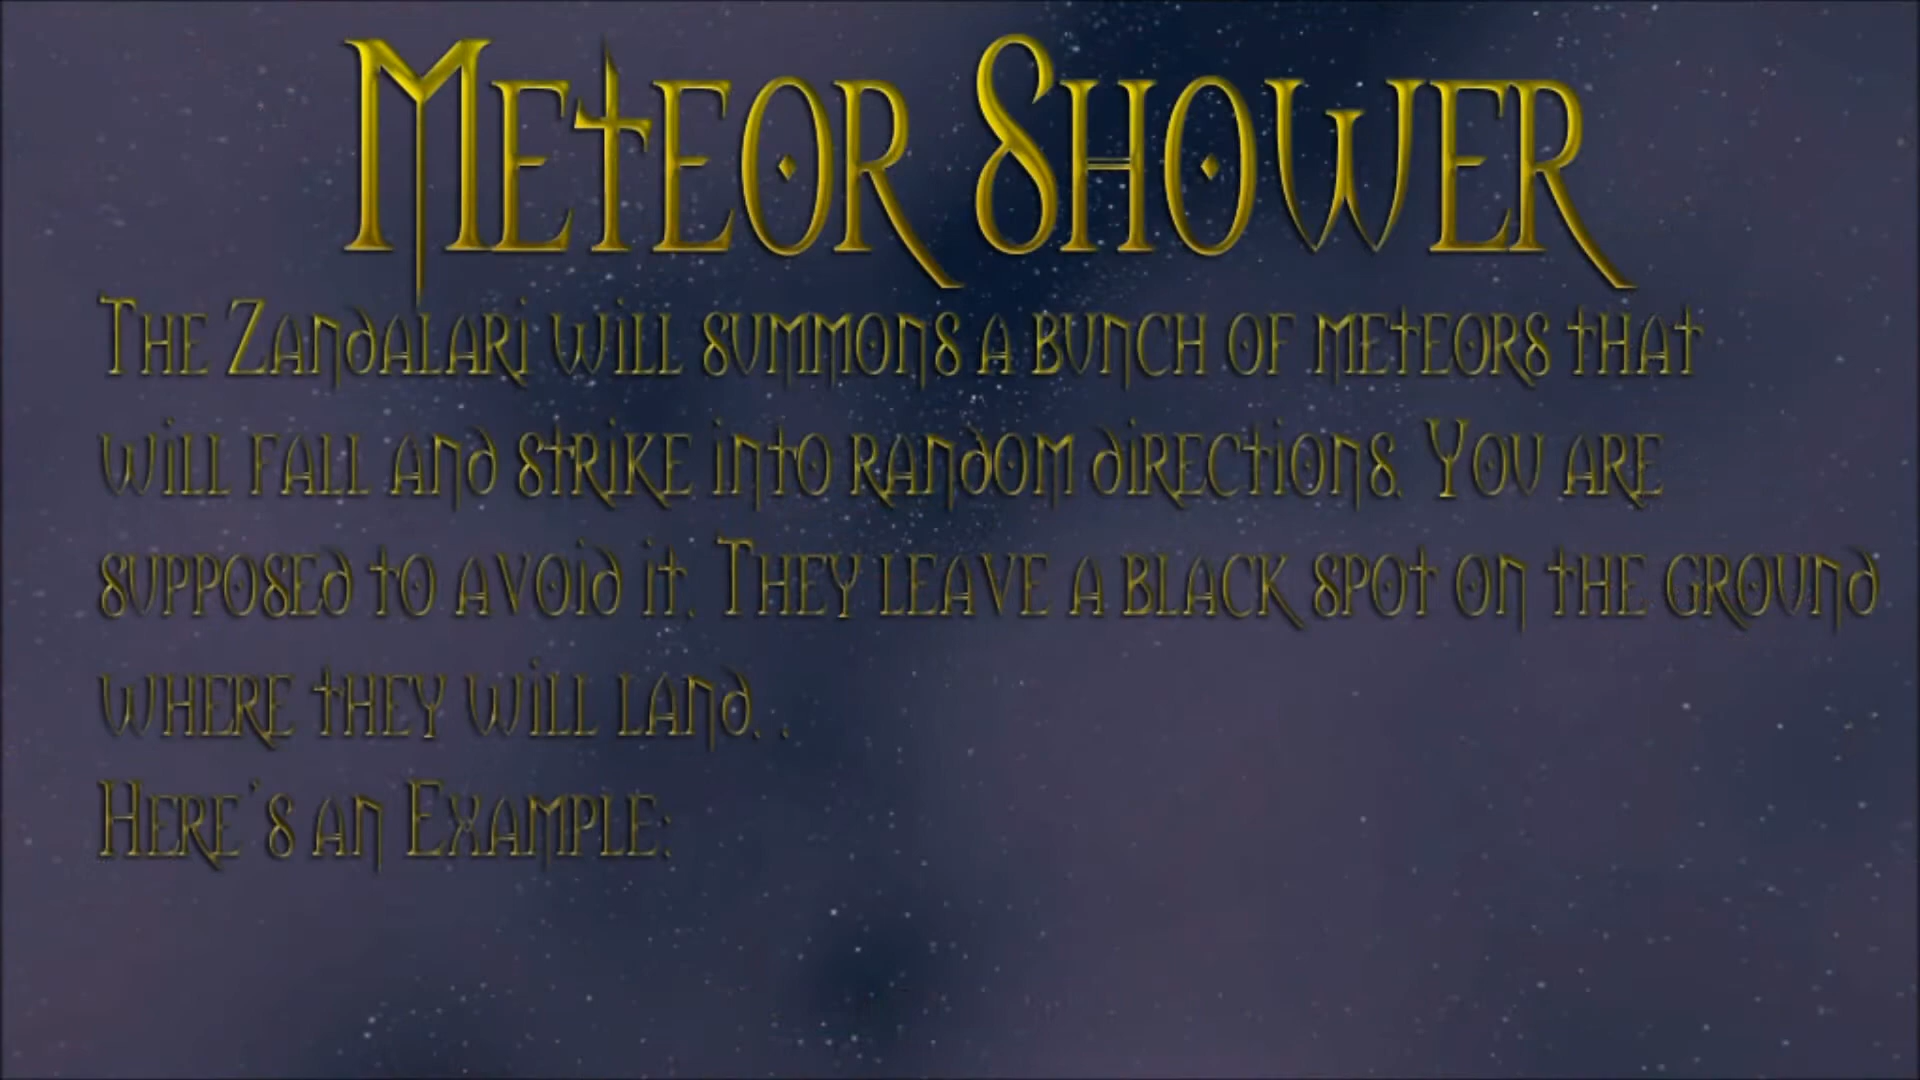 Meteor Shower
The Zandalari will summons a bunch of meteors that
will fall and strike into random directions. You are
supposed to avoid it. They leave a black spot on the ground
where they will land. .
Here's an Example: